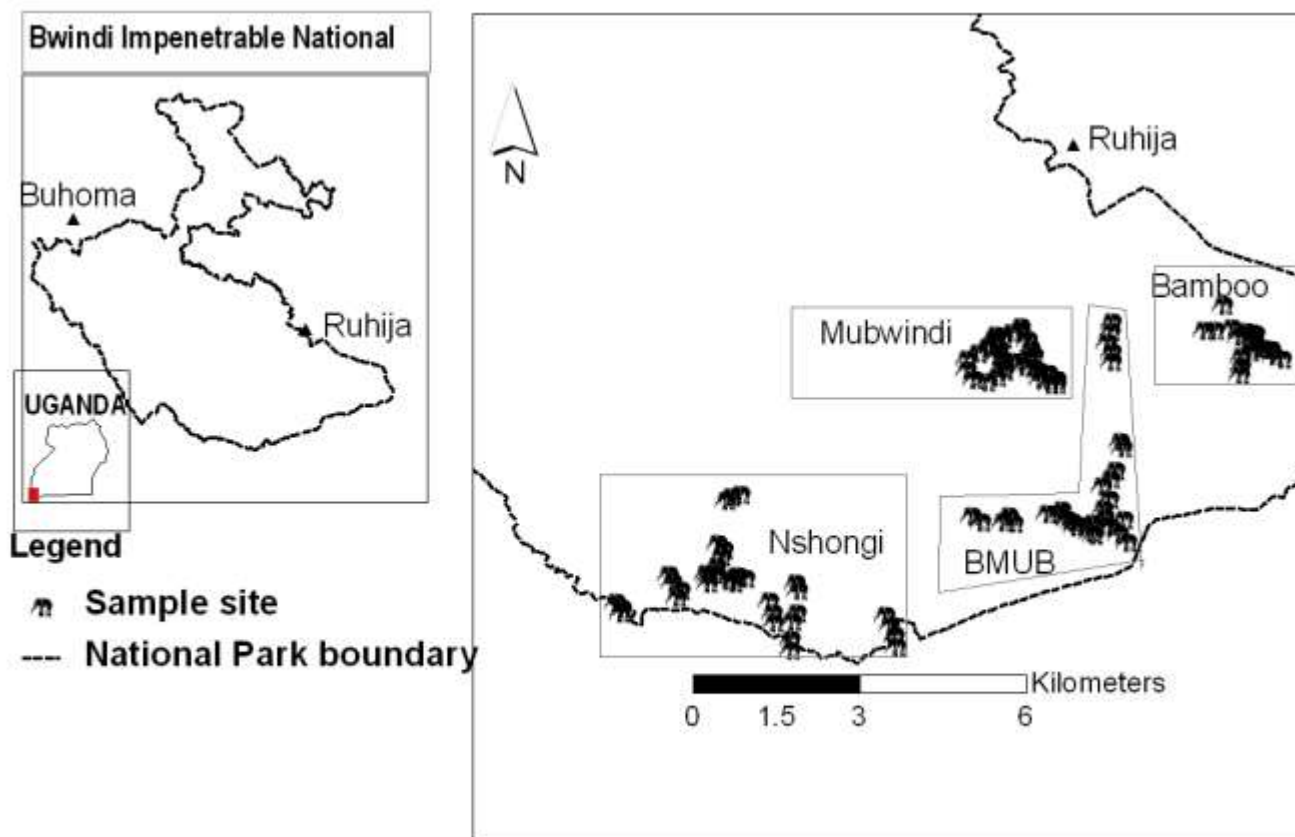 Bwindi Impenetrable National
Buhoma
Ruhija
UGANDA
Legend
Sample site
National Park boundary
N
Ruhija
Bamboo
Mubwindi
Nshongi
BMUB
Kilometers
0 1.5 3 6